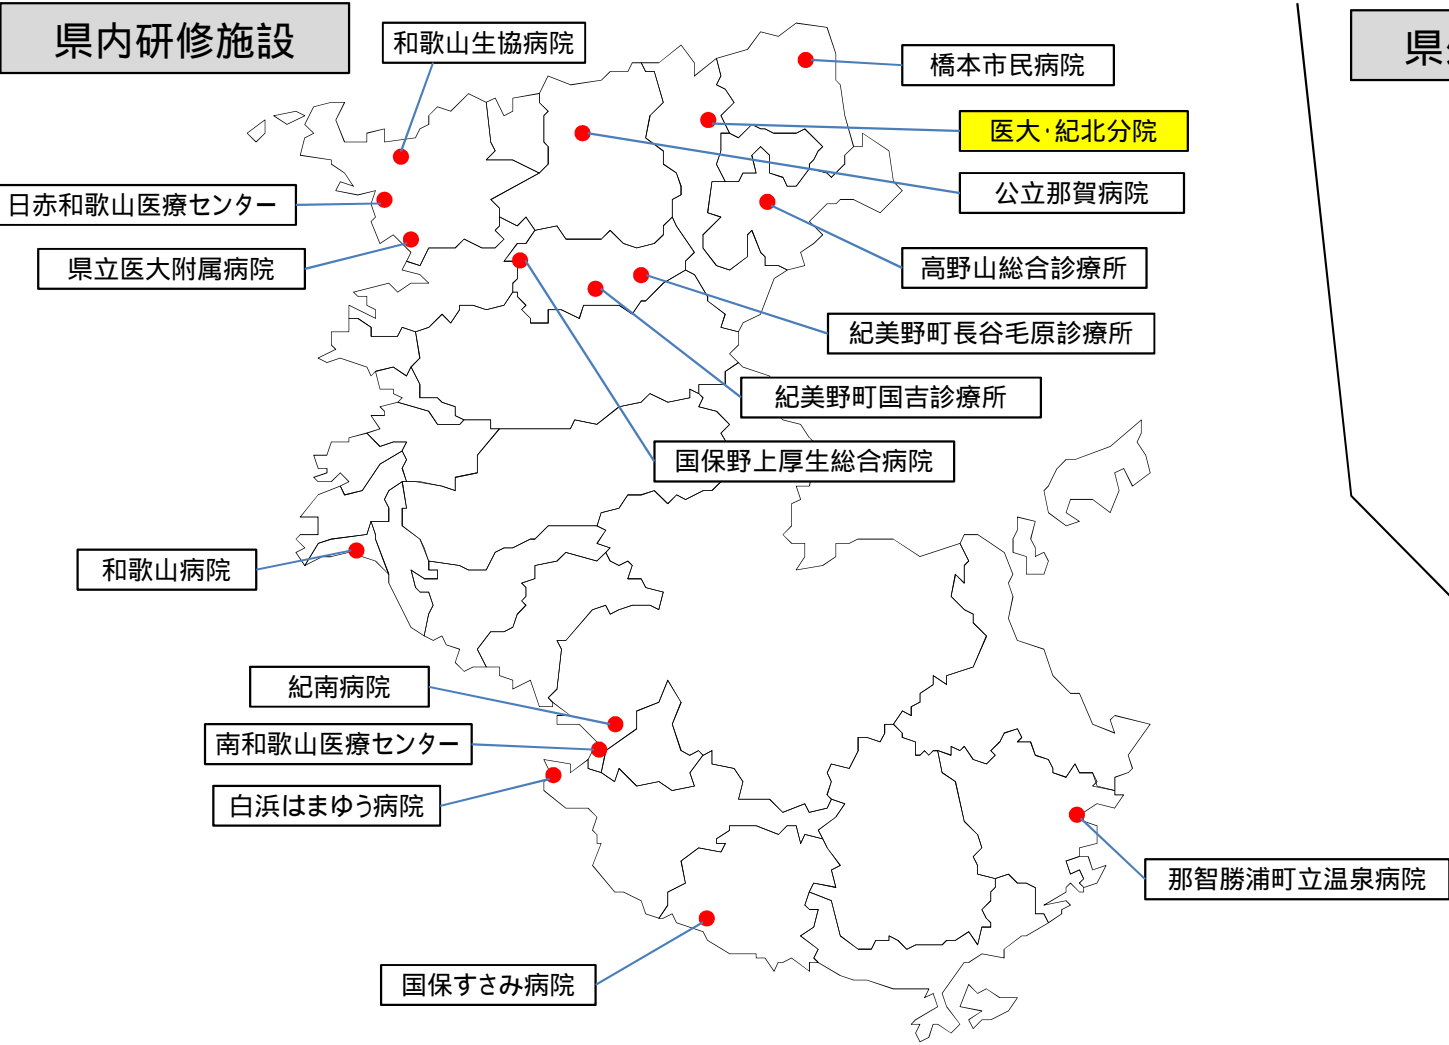 県内研修施設
県
和歌山生協病院
橋本市民病院
医大・紀北分院
公立那賀病院
日赤和歌山医療センター
県立医大附属病院
高野山総合診療所
紀美野町長谷毛原診療所
紀美野町国吉診療所
国保野上厚生総合病院
和歌山病院
紀南病院
南和歌山医療センター
白浜はまゆう病院
那智勝浦町立温泉病院
国保すさみ病院